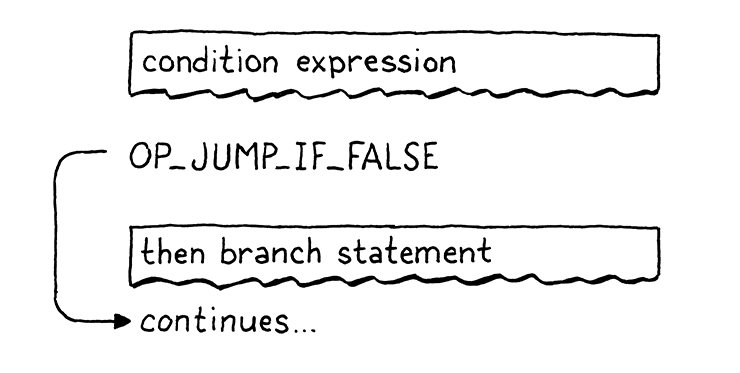 condition expression
OP_JUMP_IF_FALSE
then branch statement
continues...